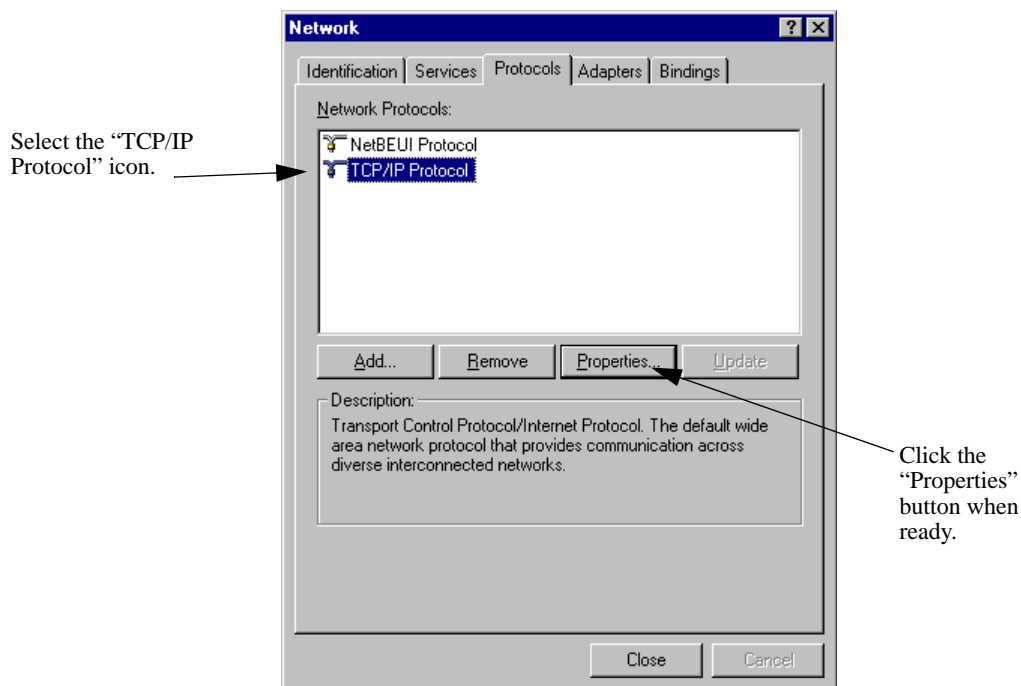 Network
Identification Services Protocols Adapters Bindings
Network Protocols:
NetBEUI Protocol
TCP/IP Protocol
Select the “TCP/IP
Protocol” icon.
Add... Remove Properties... Update
Description:
Transport Control Protocol/Internet Protocol. The default wide
area network protocol that provides communication across
diverse interconnected networks.
Click the
“Properties”
button when
ready.
Close Cancel